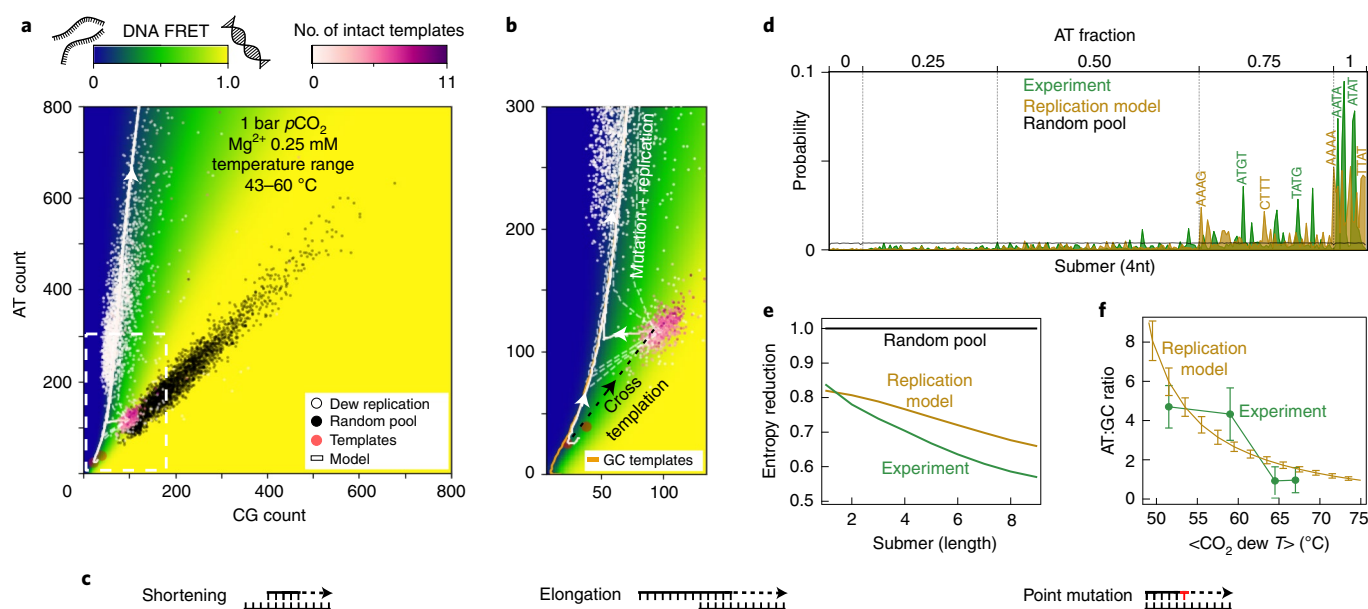 a
DNA FRET
0
1.0
No. of intact templates
0
11
800
600
400
200
0
AT count
1 bar pCO2
Mg2+ 0.25 mM
temperature range
43–60 °C
Dew replication
Random pool
Templates
Model
200
400
600
800
CG count
b
300
200
100
0
Mutation + replication
Cross
templation
GC templates
50
100
c
Shortening
Elongation
Point mutation
d
AT fraction
0
0.25
0.50
0.75
1
0.1
0
Probability
Experiment
Replication model
Random pool
AAAG
ATGT
CTTT
TATG
AAAA
AATA
ATAT
TTAT
Submer (4nt)
e
1.0
0.9
0.8
0.7
0.6
0.5
Entropy reduction
Random pool
Replication
model
Experiment
2
4
6
8
Submer (length)
f
8
6
4
2
0
AT:GC ratio
Replication
model
Experiment
50
55
60
65
70
75
<CO2 dew T> (°C)